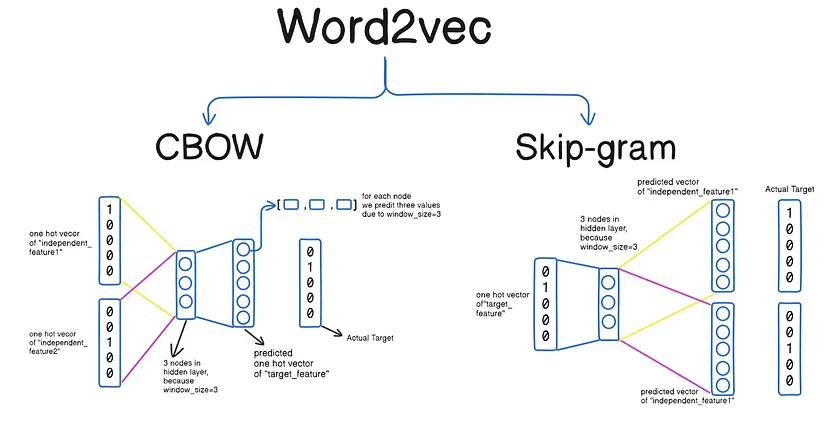 Word2vec
CBOW
one hot vecor
of "independent_
feature1"
1
0
0
0
0
one hot vecor
of "independent_
feature2"
0
0
1
0
0
3 nodes in
hidden layer,
because
window_size=3
[ , , ]
for each node
we predit three values
due to window_size=3
predicted
one hot vector
of "target_feature"
0
1
0
0
0
Actual Target
Skip-gram
one hot vector
of"target_
feature"
0
1
0
0
0
3 nodes in
hidden layer,
because
window_size=3
predicted vector
of "independent_feature1"
predicted vector
of "independent_feature1"
Actual Target
1
0
0
0
0
0
0
1
0
0